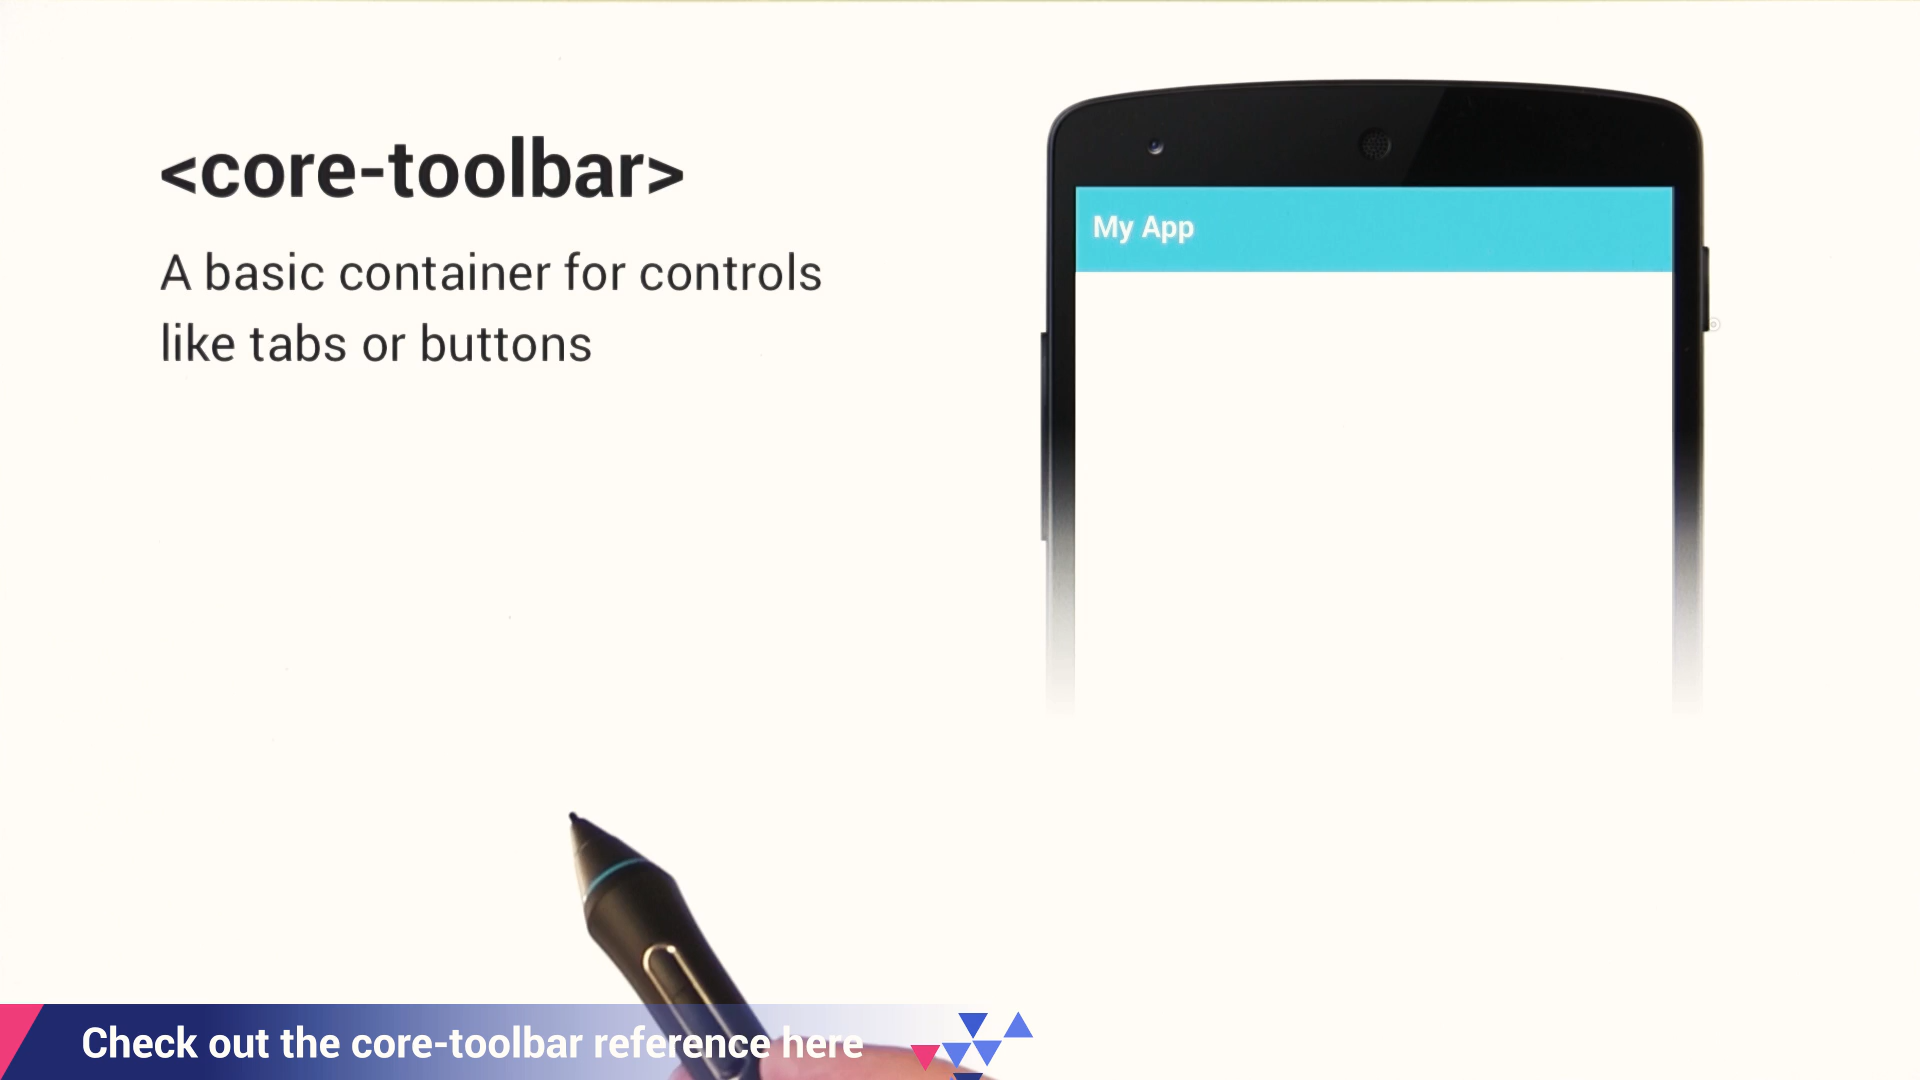 <core-toolbar>
A basic container for controls
like tabs or buttons
My App
Check out the core-toolbar reference here